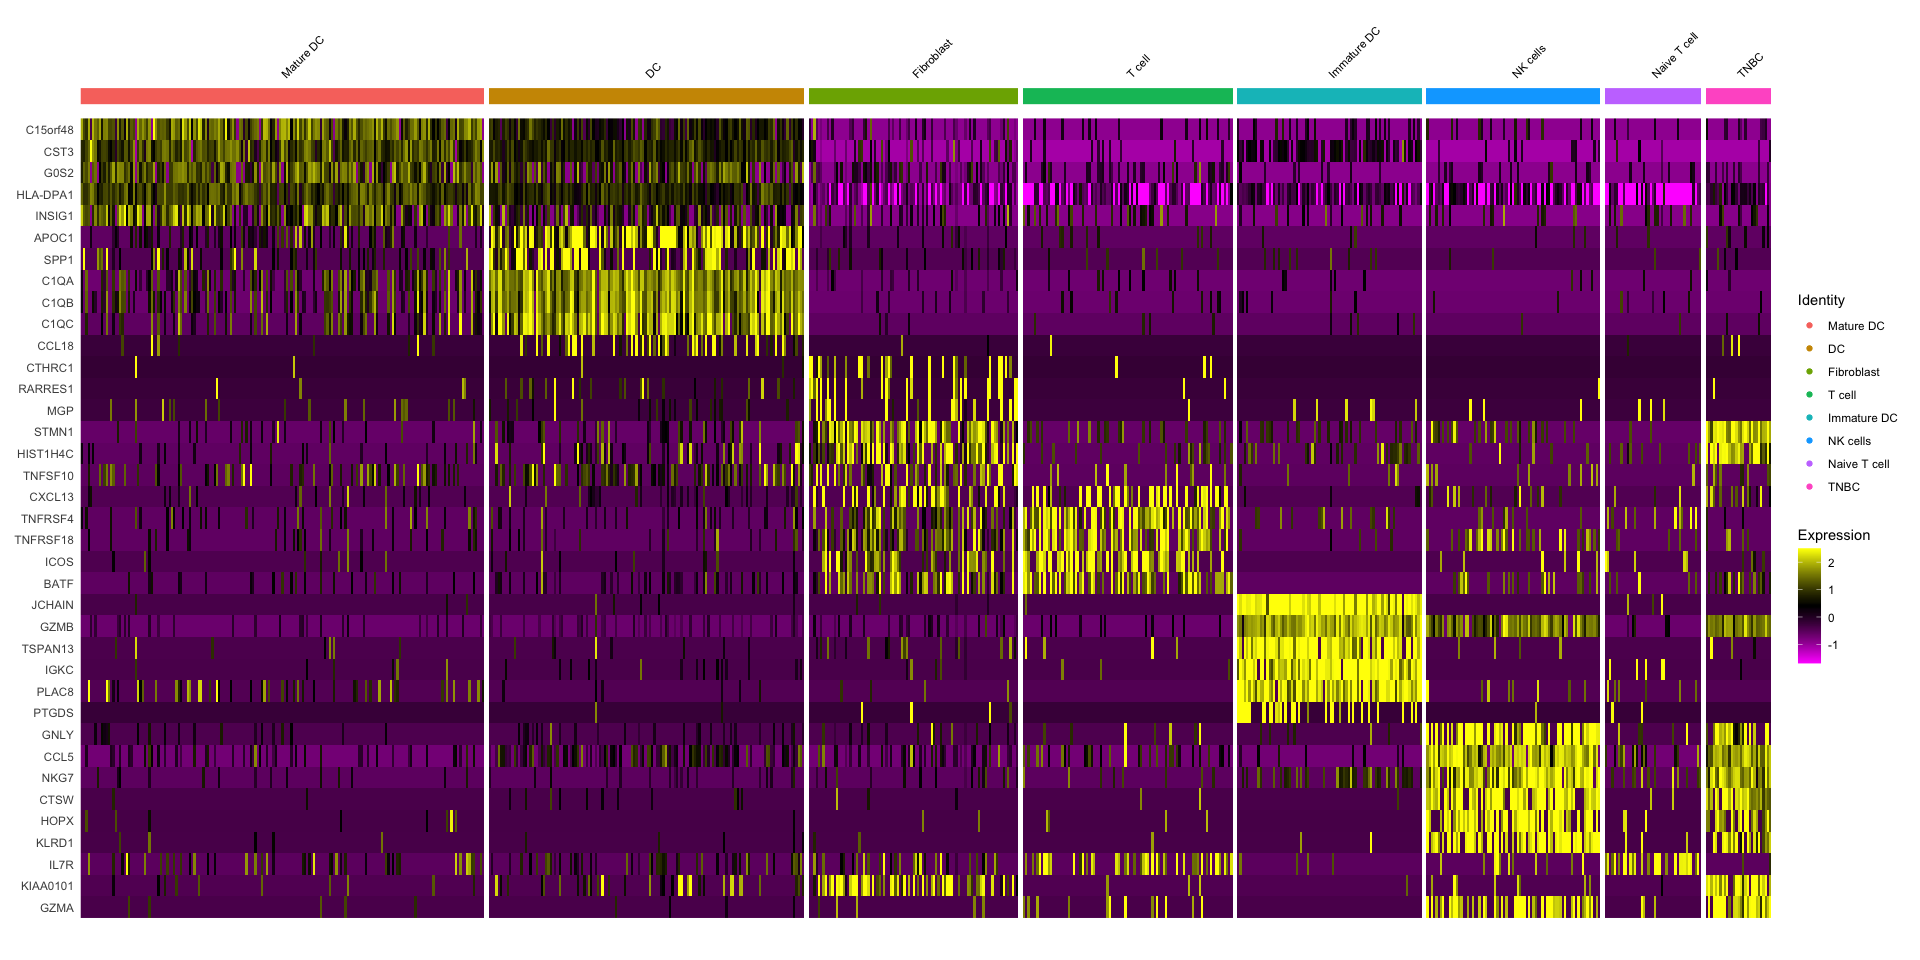 Mature DC
DC
Fibroblast
T cell
Immature DC
NK cells
Naive T cell
TNBC
C15orf48
CST3
G0S2
HLA-DPA1
INSIG1
APOC1
SPP1
C1QA
C1QB
C1QC
CCL18
CTHRC1
RARRES1
MGP
STMN1
HIST1H4C
TNFSF10
CXCL13
TNFRSF4
TNFRSF18
ICOS
BATF
JCHAIN
GZMB
TSPAN13
IGKC
PLAC8
PTGDS
GNLY
CCL5
NKG7
CTSW
HOPX
KLRD1
IL7R
KIAA0101
GZMA
Identity
Mature DC
DC
Fibroblast
T cell
Immature DC
NK cells
Naive T cell
TNBC
Expression
2
1
0
-1